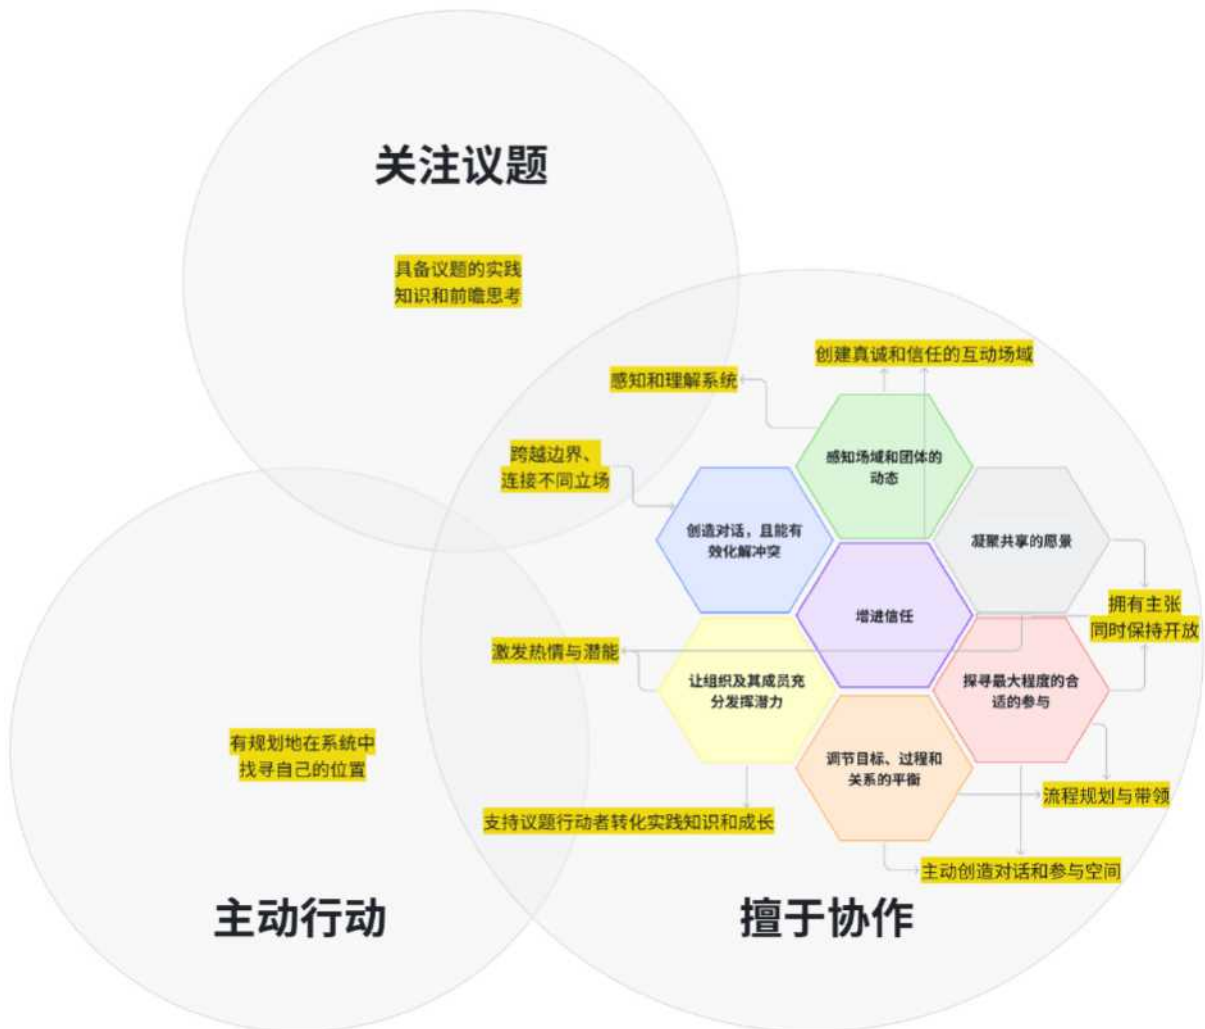 关注议题
具备议题的实践
知识和前瞻思考
创建真诚和信任的互动场域
感知和理解系统
跨越边界、
连接不同立场
感知场域和团体的
动态
创造对话，且能有
效化解冲突
凝聚共享的愿景
增进信任
拥有主张
同时保持开放
激发热情与潜能
让组织及其成员充
分发挥潜力
探寻最大程度的合
适的参与
有规划地在系统中
找寻自己的位置
调节目标、过程和
关系的平衡
流程规划与带领
支持议题行动者转化实践知识和成长
主动创造对话和参与空间
主动行动
擅于协作